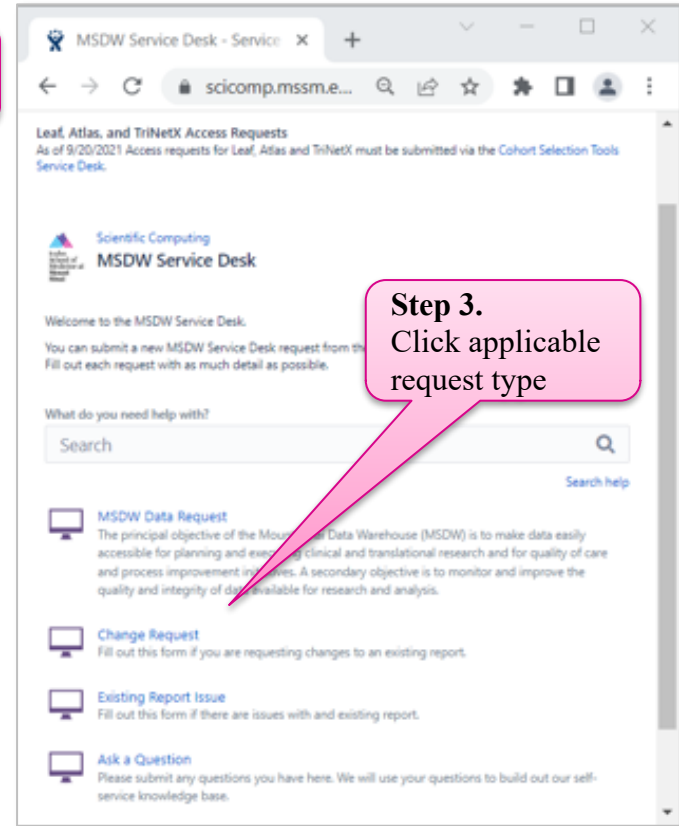 MSDW Service Desk - Service
scicomp.mssm.e...
Leaf, Atlas, and TriNetX Access Requests
As of 9/20/2021 Access requests for Leaf, Atlas and TriNetX must be submitted via the Cohort Selection Tools
Service Desk.
Scientific Computing
MSDW Service Desk
Welcome to the MSDW Service Desk.
You can submit a new MSDW Service Desk request from
Fill out each request with as much detail as possible.
Step 3.
Click applicable
request type
What do you need help with?
Search
Search help
MSDW Data Request
The principal objective of the Data Warehouse (MSDW) is to make data easily
accessible for planning and clinical and translational research and for quality of care
and process improvement A secondary objective is to monitor and improve the
quality and integrity of available for research and analysis.
Change Request
Fill out this form if you are requesting changes to an existing report.
Existing Report Issue
Fill out this form if there are issues with and existing report.
Ask a Question
Please submit any questions you have here. We will use your questions to build out our self-
service knowledge base.